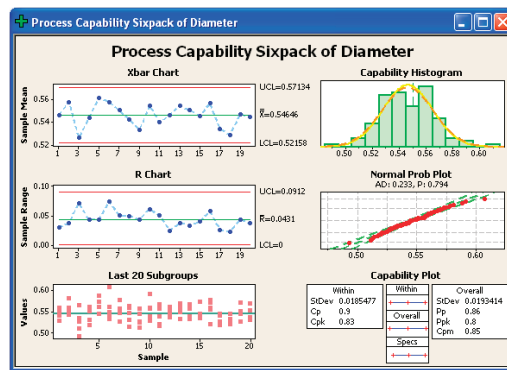 Process Capability Sixpack of Diameter
Process Capability Sixpack of Diameter
Xbar Chart
Sample Mean
0.56
0.54
0.52
1 3 5 7 9 11 13 15 17 19
UCL=0.57134
X=0.54646
LCL=0.52158
Capability Histogram
0.50 0.52 0.54 0.56 0.58 0.60
R Chart
Sample Range
0.10
0.05
0.00
1 3 5 7 9 11 13 15 17 19
UCL=0.0912
R=0.0431
LCL=0
Normal Prob Plot
AD: 0.233, P: 0.794
0.50 0.55 0.60
Last 20 Subgroups
Values
0.60
0.55
0.50
5 10 15 20
Sample
Capability Plot
Within
StDev 0.0185477
Cp 0.9
Cpk 0.83
Within
Overall
Specs
Overall
StDev 0.0193414
Pp 0.86
Ppk 0.8
Cpm 0.85